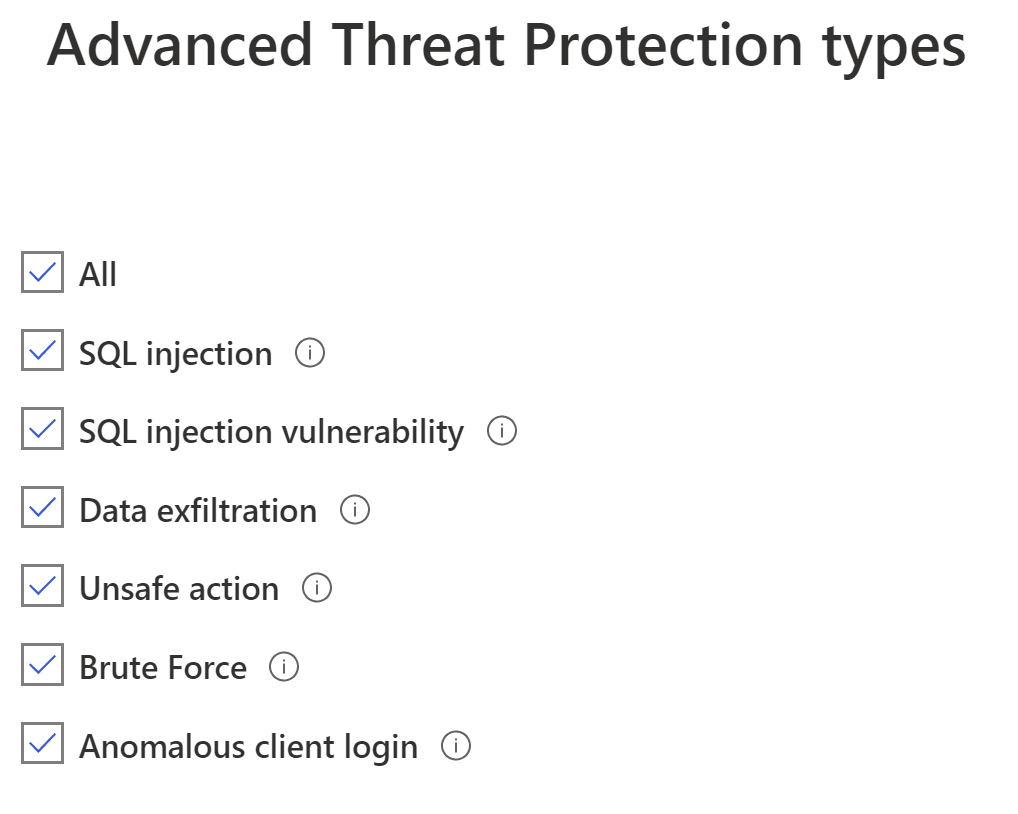 Advanced Threat Protection types
All
SQL injection
SQL injection vulnerability
Data exfiltration
Unsafe action
Brute Force
Anomalous client login